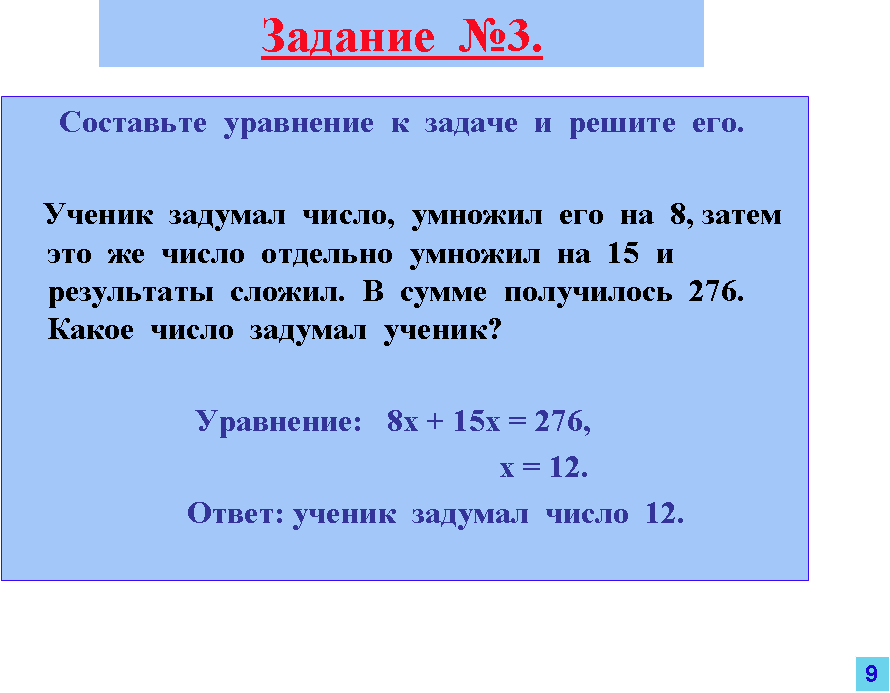 Задание №3.
Составьте уравнение к задаче и решите его.
Ученик задумал число, умножил его на 8, затем
это же число отдельно умножил на 15 и
результаты сложил. В сумме получилось 276.
Какое число задумал ученик?
Уравнение: 8х + 15х = 276,
х = 12.
Ответ: ученик задумал число 12.
9